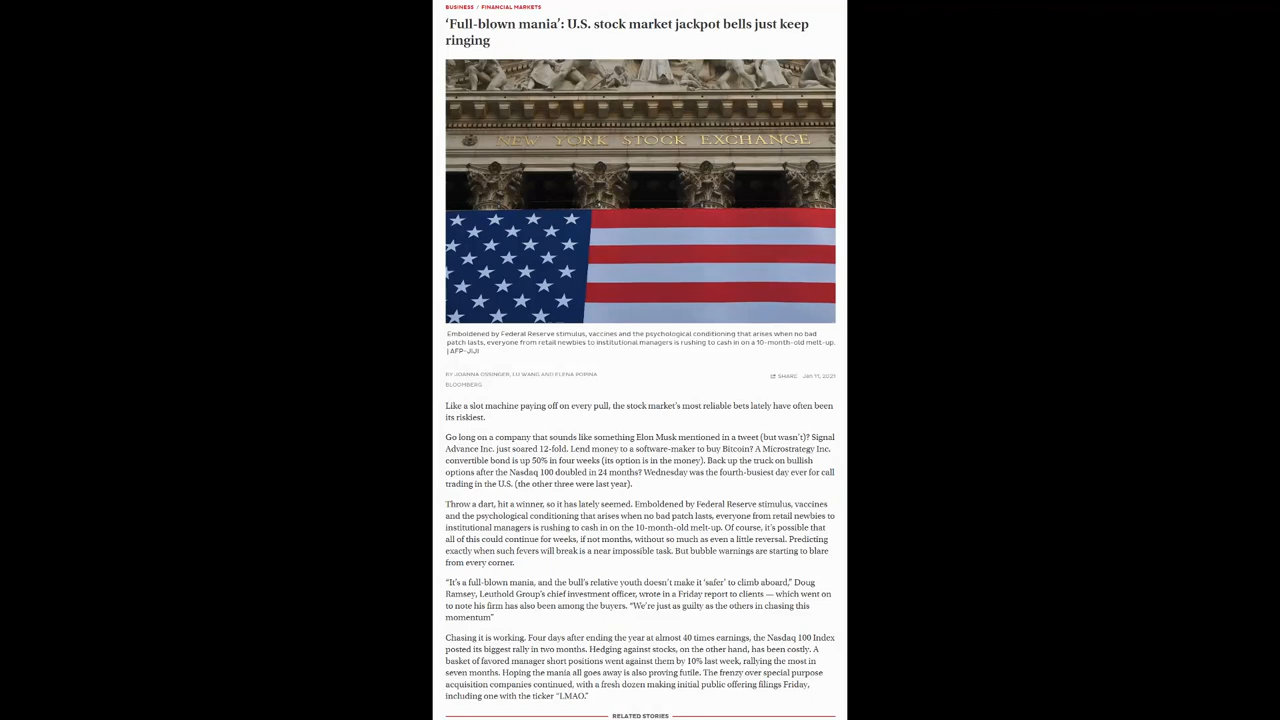 BUSINESS / FINANCIAL MARKETS
‘Full-blown mania’: U.S. stock market jackpot bells just keep
ringing
NEW YORK STOCK EXCHANGE
Emboldened by Federal Reserve stimulus, vaccines and the psychological conditioning that arises when no bad
patch lasts, everyone from retail newbies to institutional managers is rushing to cash in on a 10-month-old melt-up.
| AFP-JIJI
BY JOANNA OSSINGER, LU WANG AND ELENA POPINA
SHARE Jan 11, 2021
BLOOMBERG
Like a slot machine paying off on every pull, the stock market’s most reliable bets lately have often been
its riskiest.
Go long on a company that sounds like something Elon Musk mentioned in a tweet (but wasn’t)? Signal
Advance Inc. just soared 12-fold. Lend money to a software-maker to buy Bitcoin? A Microstrategy Inc.
convertible bond is up 50% in four weeks (its option is in the money). Back up the truck on bullish
options after the Nasdaq 100 doubled in 24 months? Wednesday was the fourth-busiest day ever for call
trading in the U.S. (the other three were last year).
Throw a dart, hit a winner, so it has lately seemed. Emboldened by Federal Reserve stimulus, vaccines
and the psychological conditioning that arises when no bad patch lasts, everyone from retail newbies to
institutional managers is rushing to cash in on the 10-month-old melt-up. Of course, it’s possible that
all of this could continue for weeks, if not months, without so much as even a little reversal. Predicting
exactly when such fevers will break is a near impossible task. But bubble warnings are starting to blare
from every corner.
“It’s a full-blown mania, and the bull’s relative youth doesn’t make it ‘safer’ to climb aboard,” Doug
Ramsey, Leuthold Group’s chief investment officer, wrote in a Friday report to clients — which went on
to note his firm has also been among the buyers. “We’re just as guilty as the others in chasing this
momentum”
Chasing it is working. Four days after ending the year at almost 40 times earnings, the Nasdaq 100 Index
posted its biggest rally in two months. Hedging against stocks, on the other hand, has been costly. A
basket of favored manager short positions went against them by 10% last week, rallying the most in
seven months. Hoping the mania all goes away is also proving futile. The frenzy over special purpose
acquisition companies continued, with a fresh dozen making initial public offering filings Friday,
including one with the ticker “LMAO.”
RELATED STORIES